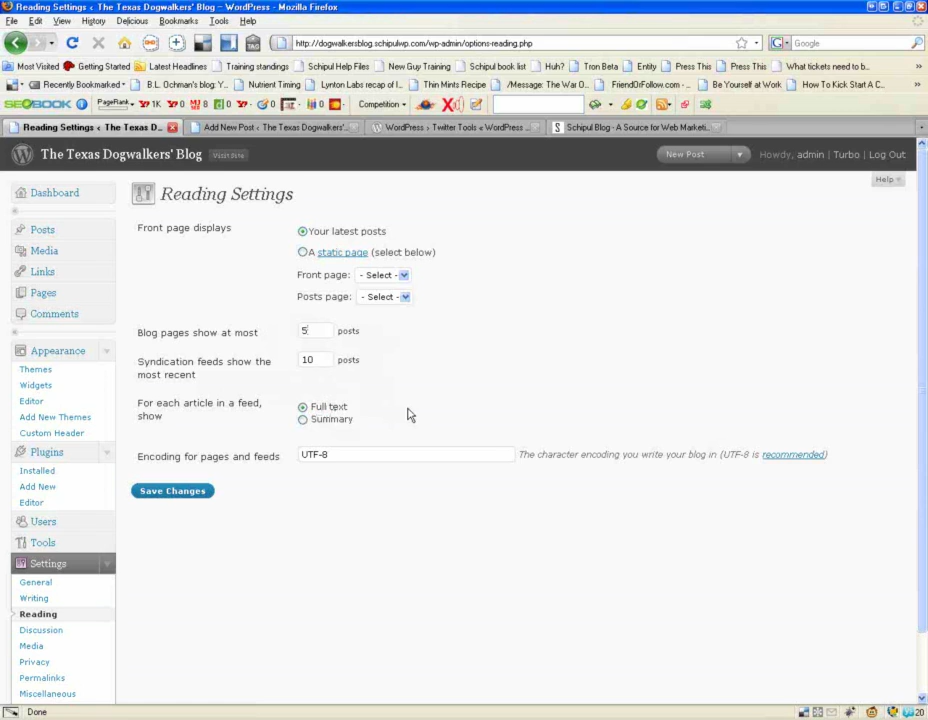 Reading Settings ‹ The Texas Dogwalkers' Blog — WordPress - Mozilla Firefox
File Edit View History Delicious Bookmarks Tools Help
http://dogwalkersblog.schipulwp.com/wp-admin/options-reading.php
Google
Most Visited Getting Started Latest Headlines Training standings Schipul Help Files New Guy Training Schipul book list Huh? Tron Beta Entity Press This Press This What tickets need to b...
Recently Bookmarked B.L. Ochman's blog: Y... Nutrient Timing Lynton Labs recap of I... Thin Mints Recipe /Message: The War O... FriendOrFollow.com - ... Be Yourself at Work How To Kick Start A C...
SEOBOOK PageRank 1K 0 8 0 0 0 Competition
Reading Settings ‹ The Texas D... Add New Post ‹ The Texas Dogwalkers'... WordPress › Twitter Tools « WordPress ... Schipul Blog - A Source for Web Marketi...
The Texas Dogwalkers' Blog Visit Site New Post Howdy, admin | Turbo | Log Out
Help
Dashboard
Posts
Media
Links
Pages
Comments
Appearance
Themes
Widgets
Editor
Add New Themes
Custom Header
Plugins
Installed
Add New
Editor
Users
Tools
Settings
General
Writing
Reading
Discussion
Media
Privacy
Permalinks
Miscellaneous
Reading Settings
Front page displays
Your latest posts
A static page (select below)
Front page: - Select -
Posts page: - Select -
Blog pages show at most 5 posts
Syndication feeds show the most recent 10 posts
For each article in a feed, show
Full text
Summary
Encoding for pages and feeds UTF-8 The character encoding you write your blog in (UTF-8 is recommended)
Save Changes
Done
20